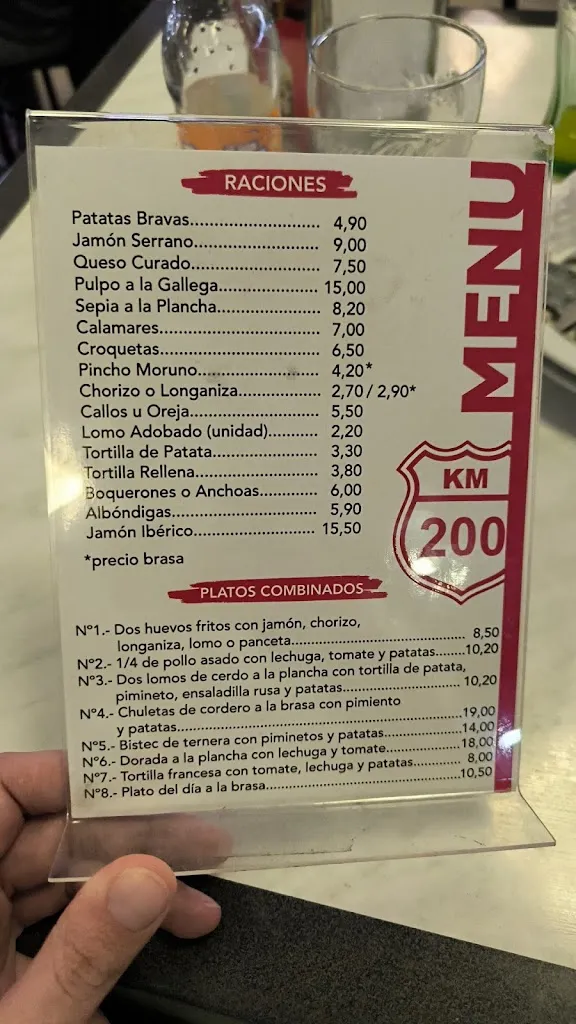 RACIONES
Patatas Bravas............................ 4,90
Jamón Serrano........................... 9,00
Queso Curado............................ 7,50
Pulpo a la Gallega...................... 15,00
Sepia a la Plancha....................... 8,20
Calamares................................... 7,00
Croquetas................................... 6,50
Pincho Moruno........................... 4,20*
Chorizo o Longaniza.................. 2,70 / 2,90*
Callos u Oreja............................. 5,50
Lomo Adobado (unidad)........... 2,20
Tortilla de Patata......................... 3,30
Tortilla Rellena............................ 3,80
Boquerones o Anchoas............. 6,00
Albóndigas.................................. 5,90
Jamón Ibérico............................ 15,50
*precio brasa
MENU
KM
200
PLATOS COMBINADOS
Nº1.- Dos huevos fritos con jamón, chorizo,
longaniza, lomo o panceta.................................................... 8,50
Nº2.- 1/4 de pollo asado con lechuga, tomate y patatas.......10,20
Nº3.- Dos lomos de cerdo a la plancha con tortilla de patata,
pimineto, ensaladilla rusa y patatas.......................... 10,20
Nº4.- Chuletas de cordero a la brasa con pimiento
y patatas.................................................................19,00
Nº5.- Bistec de ternera con piminetos y patatas..................14,00
Nº6.- Dorada a la plancha con lechuga y tomate..................18,00
Nº7.- Tortilla francesa con tomate, lechuga y patatas............ 8,00
Nº8.- Plato del día a la brasa............................................10,50